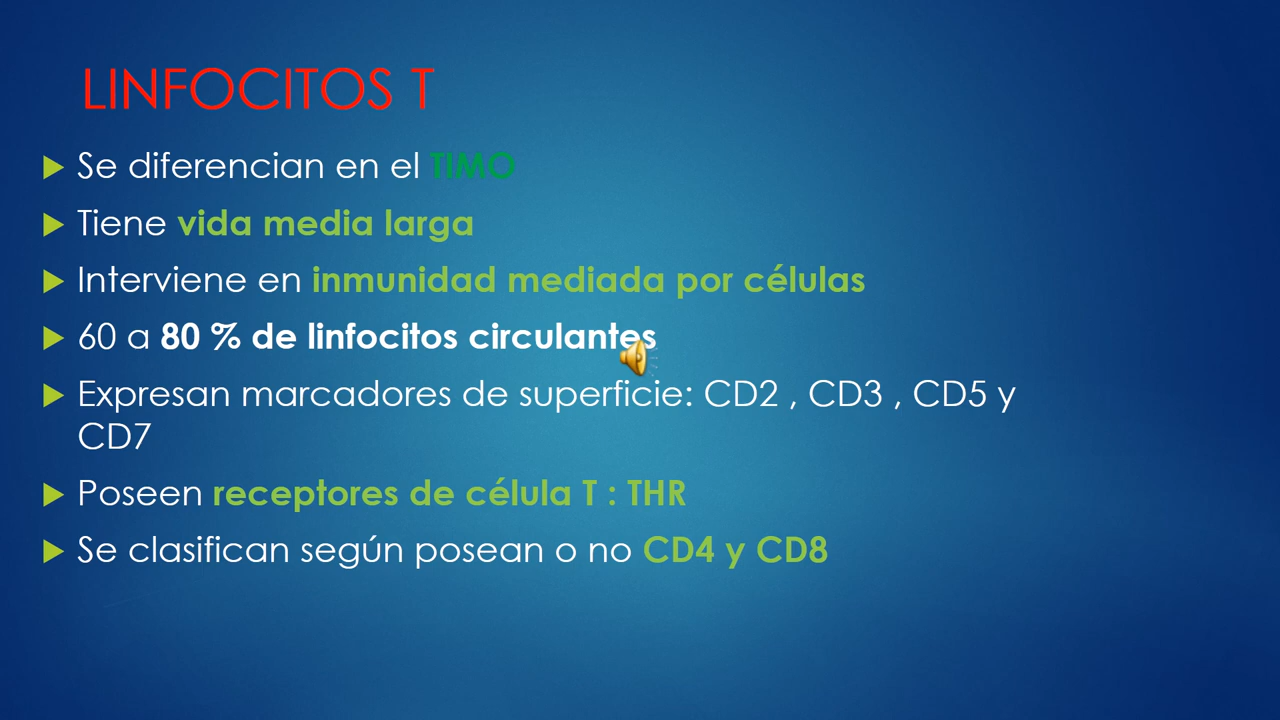 LINFOCITOS T
Se diferencian en el TIMO
Tiene vida media larga
Interviene en inmunidad mediada por células
60 a 80 % de linfocitos circulantes
Expresan marcadores de superficie: CD2 , CD3 , CD5 y
CD7
Poseen receptores de célula T : THR
Se clasifican según posean o no CD4 y CD8